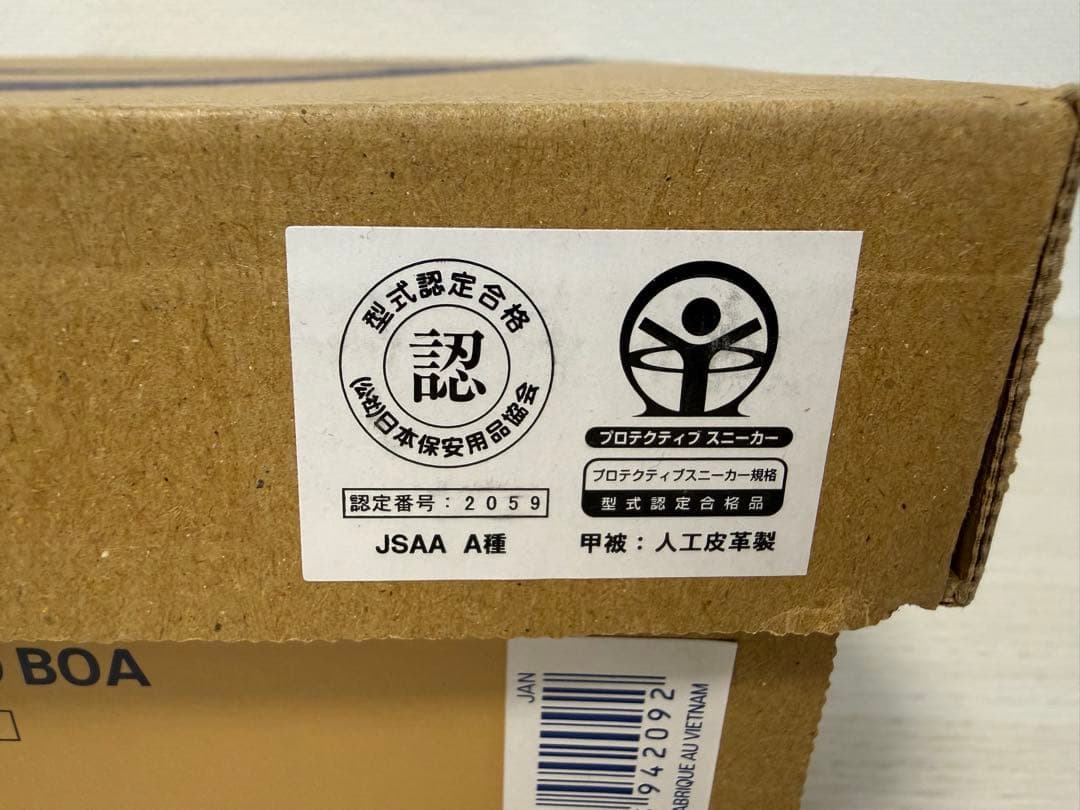 型式認定合格
認
(公社)日本保安用品協会
認定番号:2059
JSAA A種
プロテクティブ スニーカー
プロテクティブスニーカー規格
型式認定合格品
甲被:人工皮革製
BOA
JAN
942092
ABRIQUE AU VIETNAM